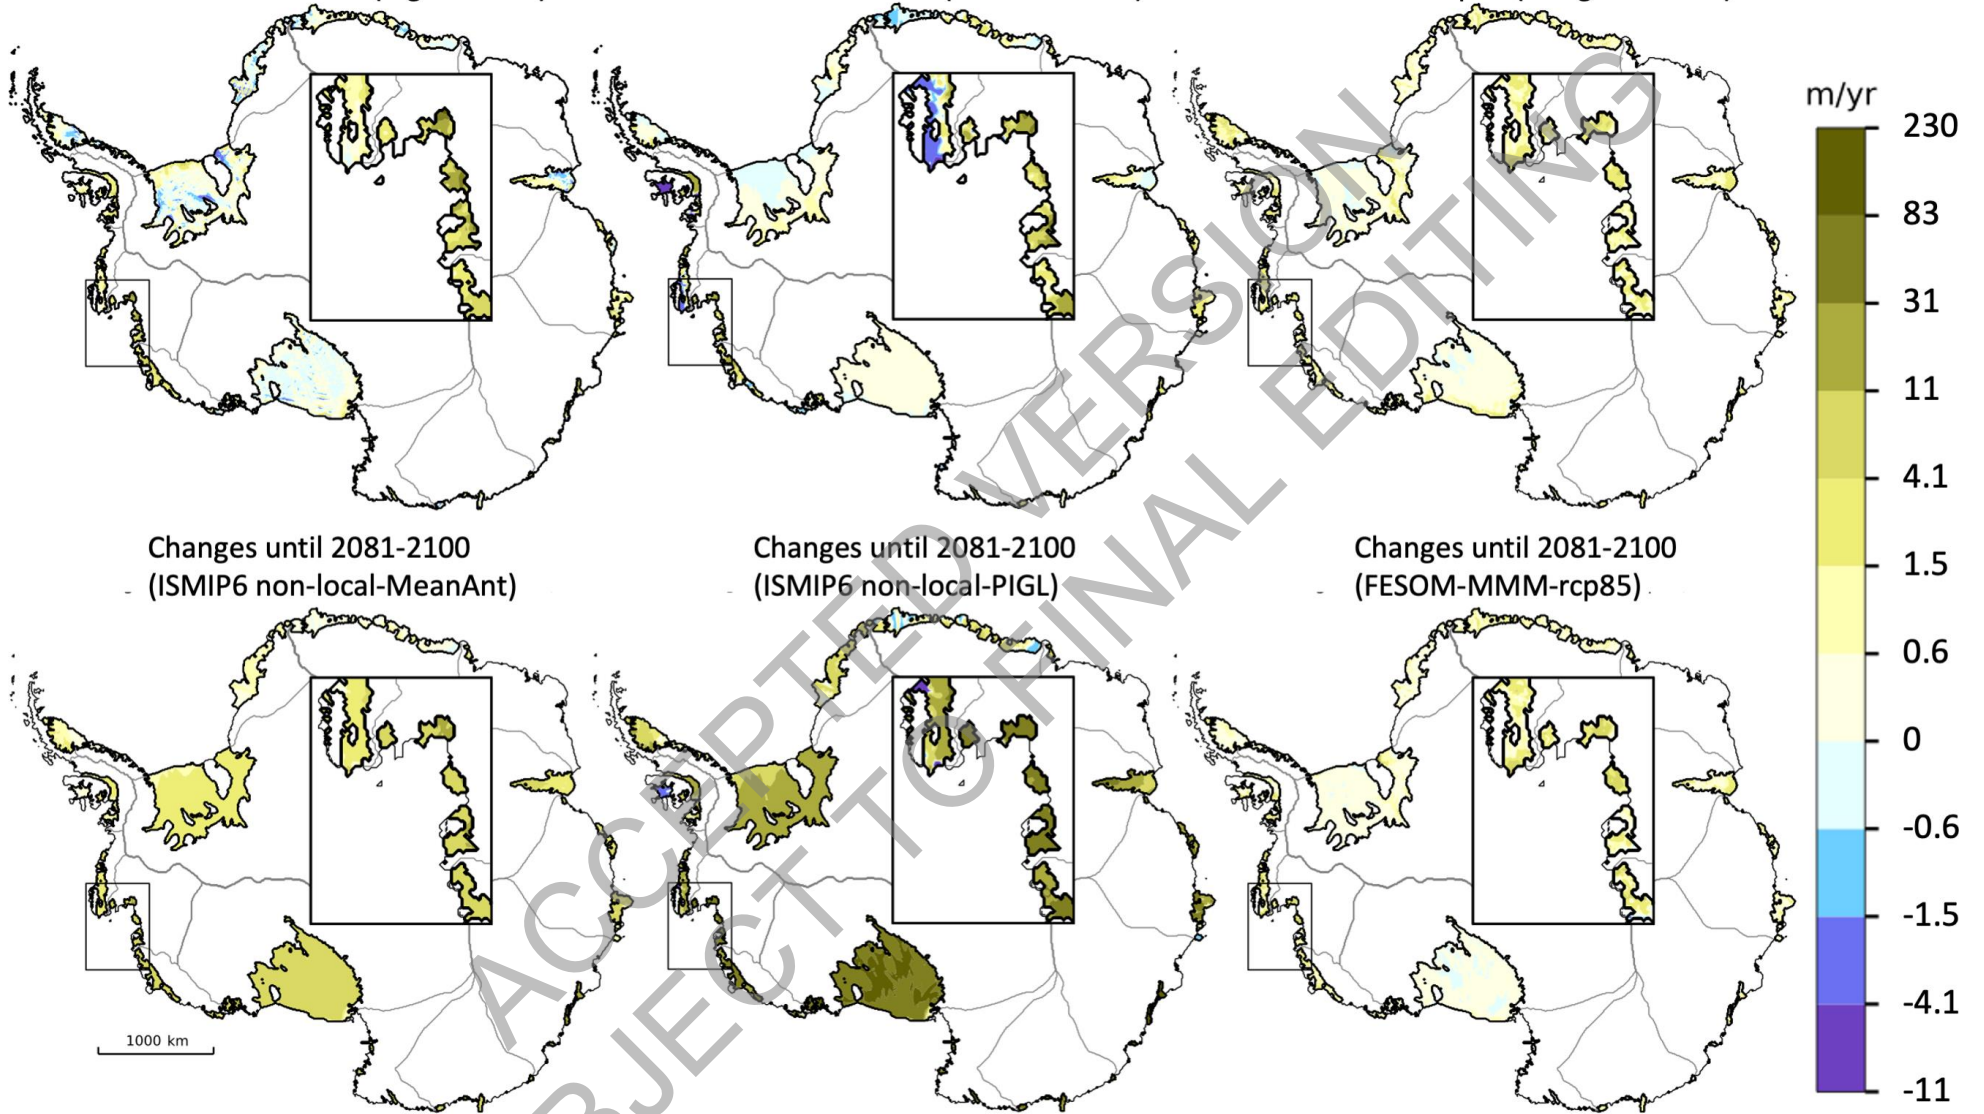 m/yr
230
83
31
11
4.1
1.5
0.6
0
-0.6
-1.5
-4.1
-11
Changes until 2081-2100
(ISMIP6 non-local-MeanAnt)
Changes until 2081-2100
(ISMIP6 non-local-PIGL)
Changes until 2081-2100
(FESOM-MMM-rcp85)
1000 km
ACCEPTED VERSION
BJECT TO FINAL EDITING